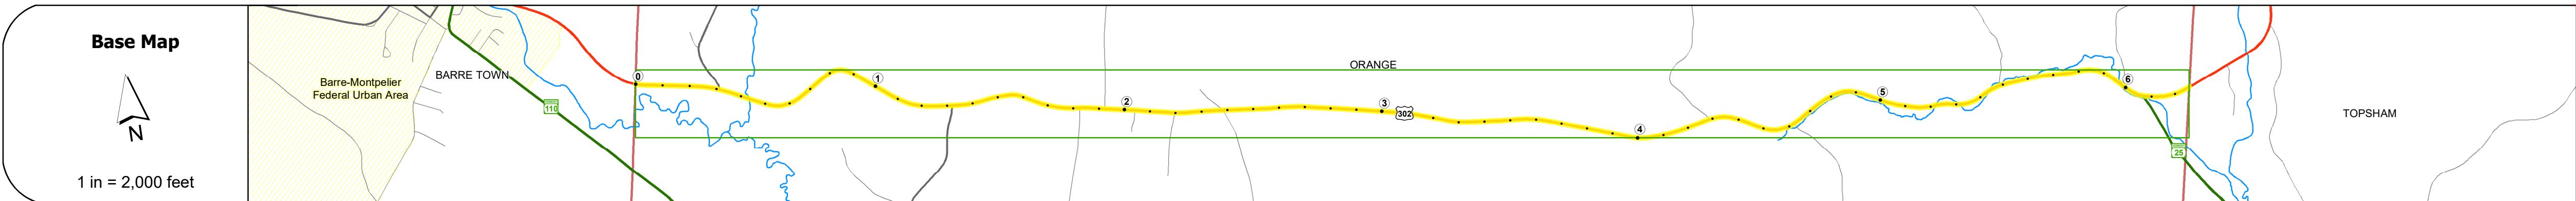 Base Map
N
1 in = 2,000 feet
Barre-Montpelier
Federal Urban Area
BARRE TOWN
110
ORANGE
0
1
2
3
302
4
5
6
25
TOPSHAM